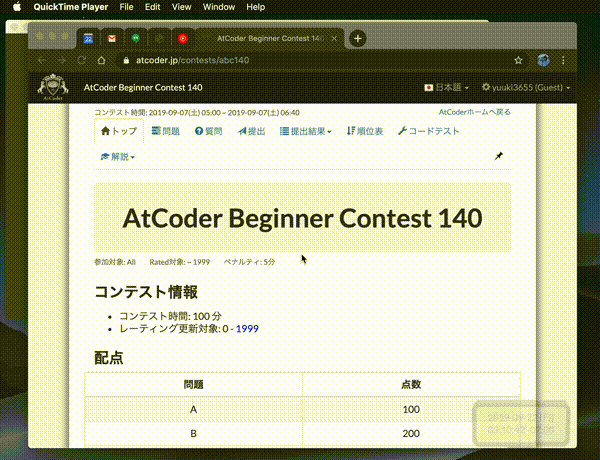 QuickTime Player File Edit View Window Help
AtCoder Beginner Contest 140
atcoder.jp/contests/abc140
AtCoder
AtCoder Beginner Contest 140
日本語
yuuki3655 (Guest)
コンテスト時間: 2019-09-07(土) 05:00 ~ 2019-09-07(土) 06:40
AtCoderホームへ戻る
トップ 問題 質問 提出 提出結果 順位表 コードテスト
解説
AtCoder Beginner Contest 140
参加対象: All Rated対象: ~ 1999 ペナルティ: 5分
コンテスト情報
コンテスト時間: 100 分
レーティング更新対象: 0 - 1999
配点
問題 点数
A 100
B 200